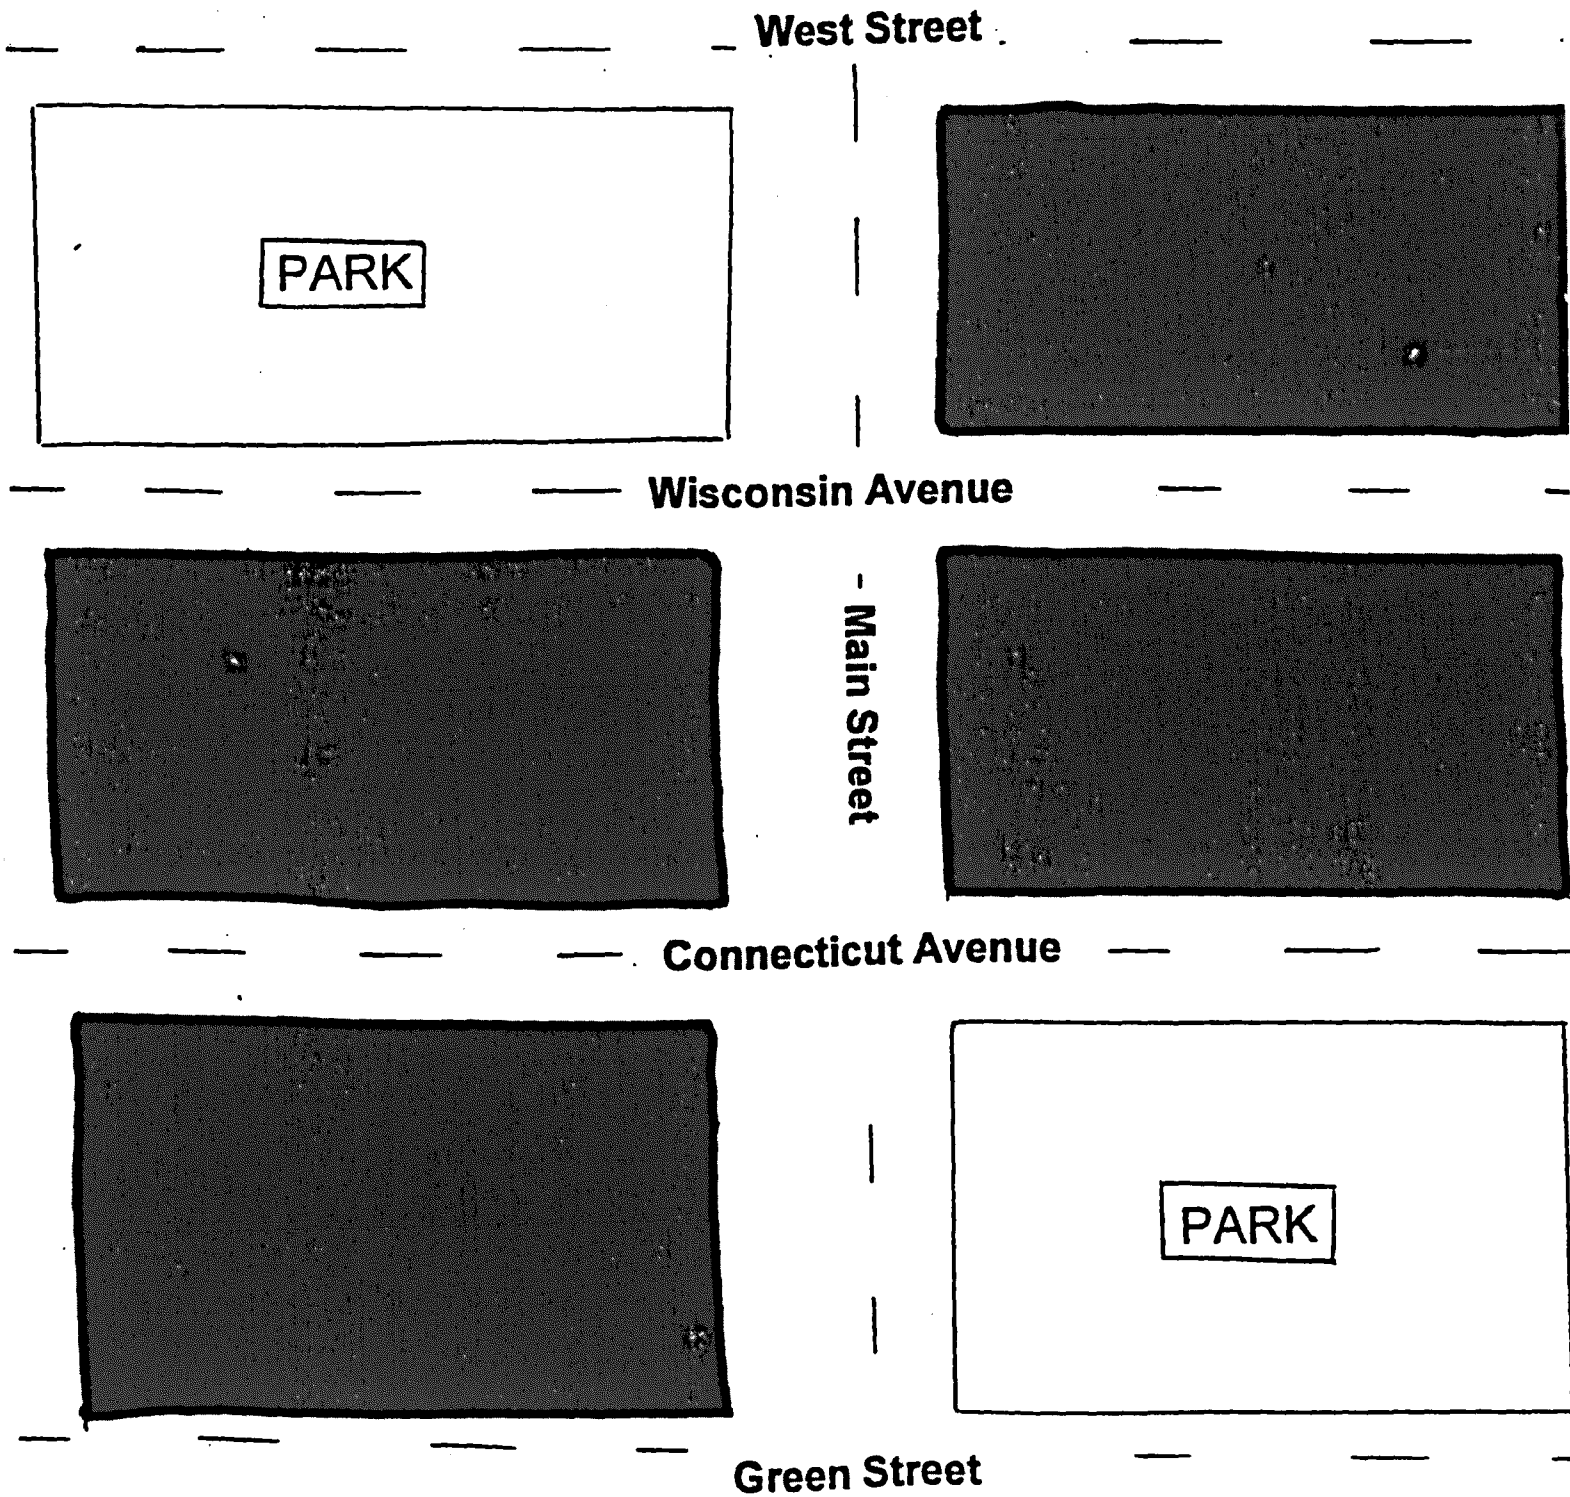 West Street
PARK
Wisconsin Avenue
- Main Street
Connecticut Avenue
PARK
Green Street